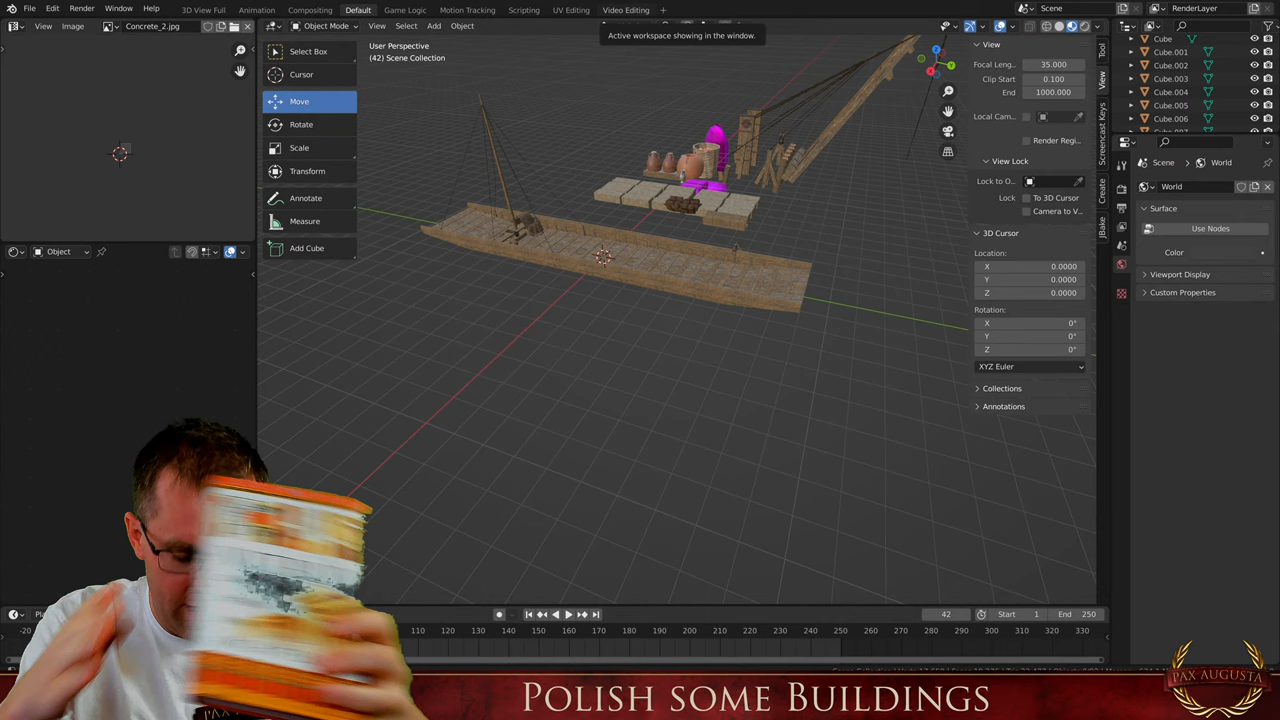 File Edit Render Window Help 3D View Full Animation Compositing Default Game Logic Motion Tracking Scripting UV Editing Video Editing Scene RenderLayer
View Image Concrete_2.jpg
Object Mode View Select Add Object
Active workspace showing in the window.
User Perspective
(42) Scene Collection
Select Box
Cursor
Move
Rotate
Scale
Transform
Annotate
Measure
Add Cube
Object
View
Focal Leng... 35.000
Clip Start 0.100
End 1000.000
Local Cam...
Render Regi...
View Lock
Lock to O...
Lock To 3D Cursor
Camera to V...
3D Cursor
Location:
X 0.0000
Y 0.0000
Z 0.0000
Rotation:
X 0°
Y 0°
Z 0°
XYZ Euler
Collections
Annotations
Tool
View
Screencast Keys
Create
JBake
Cube
Cube.001
Cube.002
Cube.003
Cube.004
Cube.005
Cube.006
Scene World
World
Surface
Use Nodes
Color
Viewport Display
Custom Properties
42 Start 1 End 250
-20 110 120 130 140 150 160 170 180 190 200 210 220 230 240 250 260 270 280 290 300 310 320 330
POLISH SOME BUILDINGS
PAX AUGUSTA